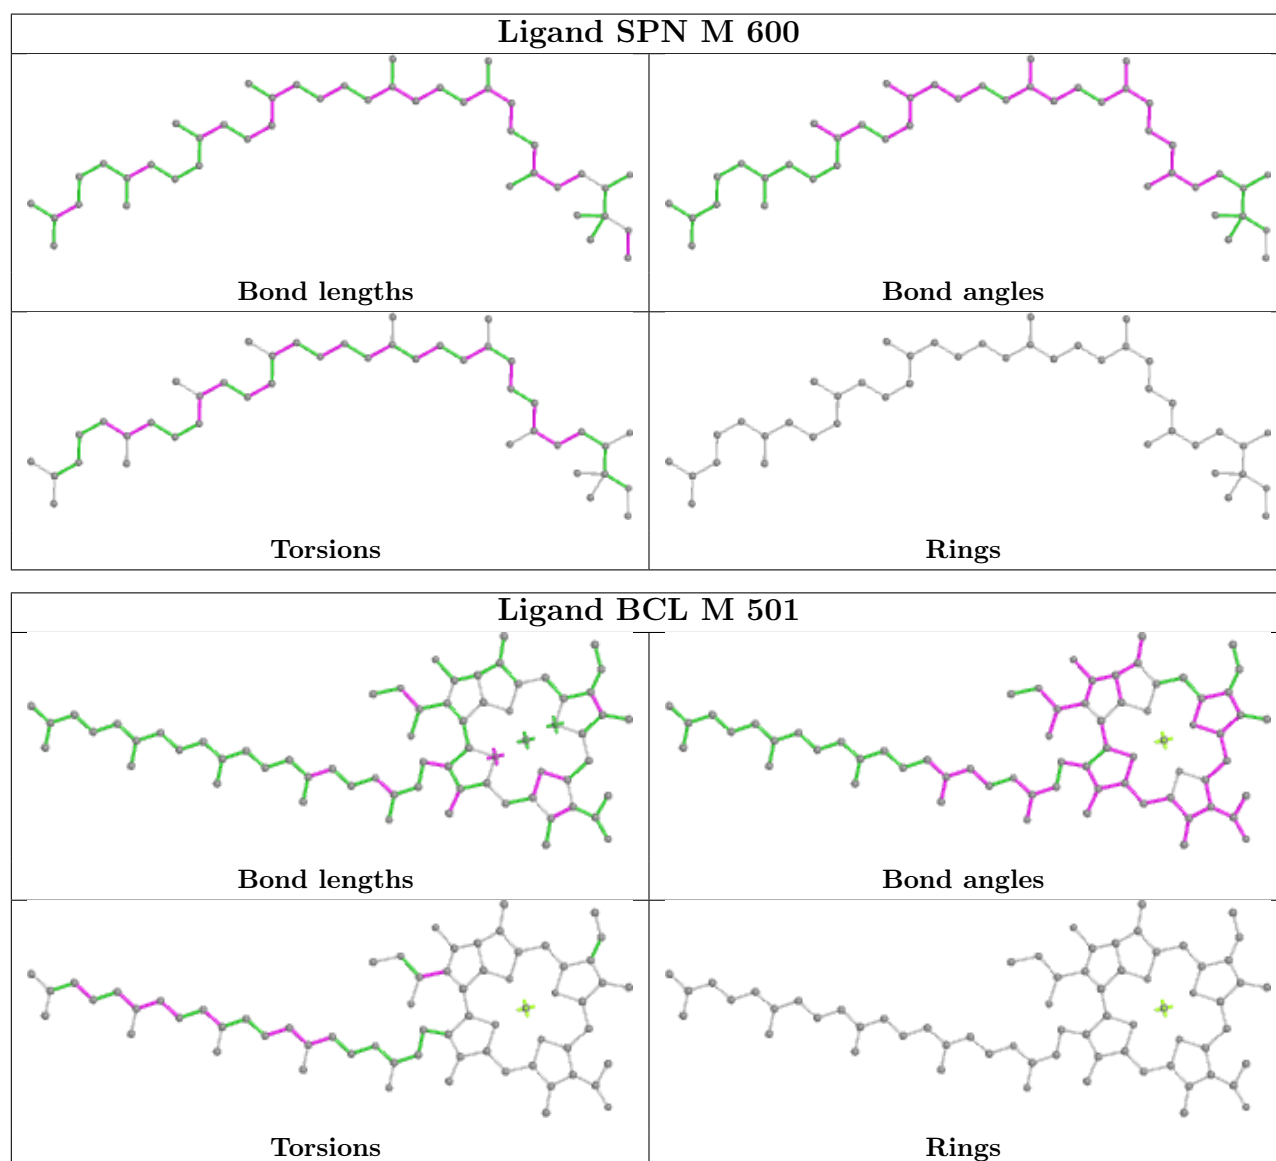 Ligand SPN M 600
Bond lengths
Bond angles
Torsions
Rings
Ligand BCL M 501
Bond lengths
Bond angles
Torsions
Rings